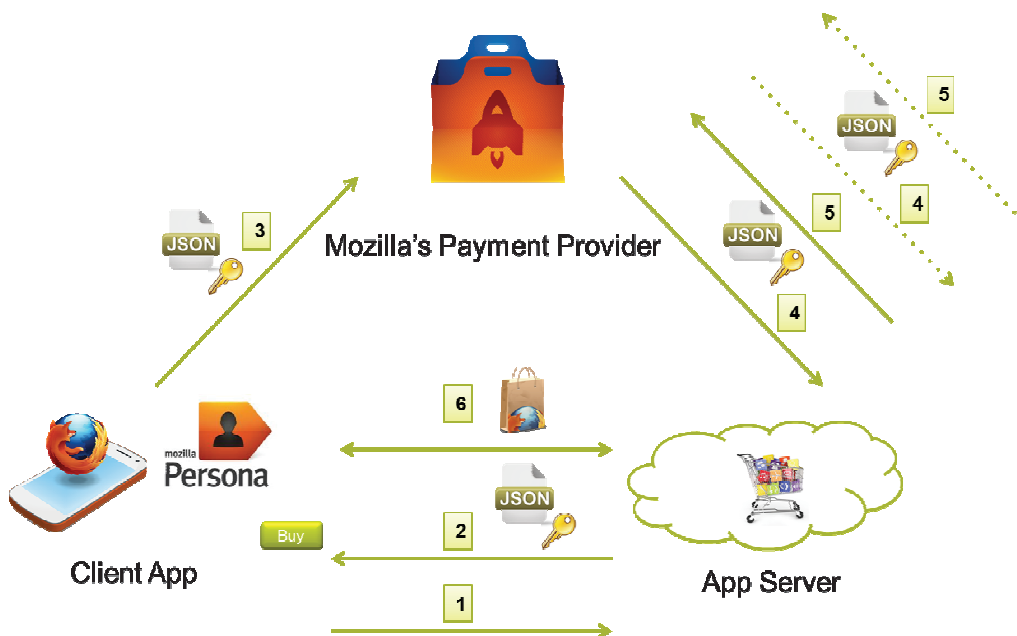 5
JSON
4
JSON
5
4
JSON
3
Mozilla's Payment Provider
6
mozilla
Persona
JSON
2
Buy
Client App
App Server
1